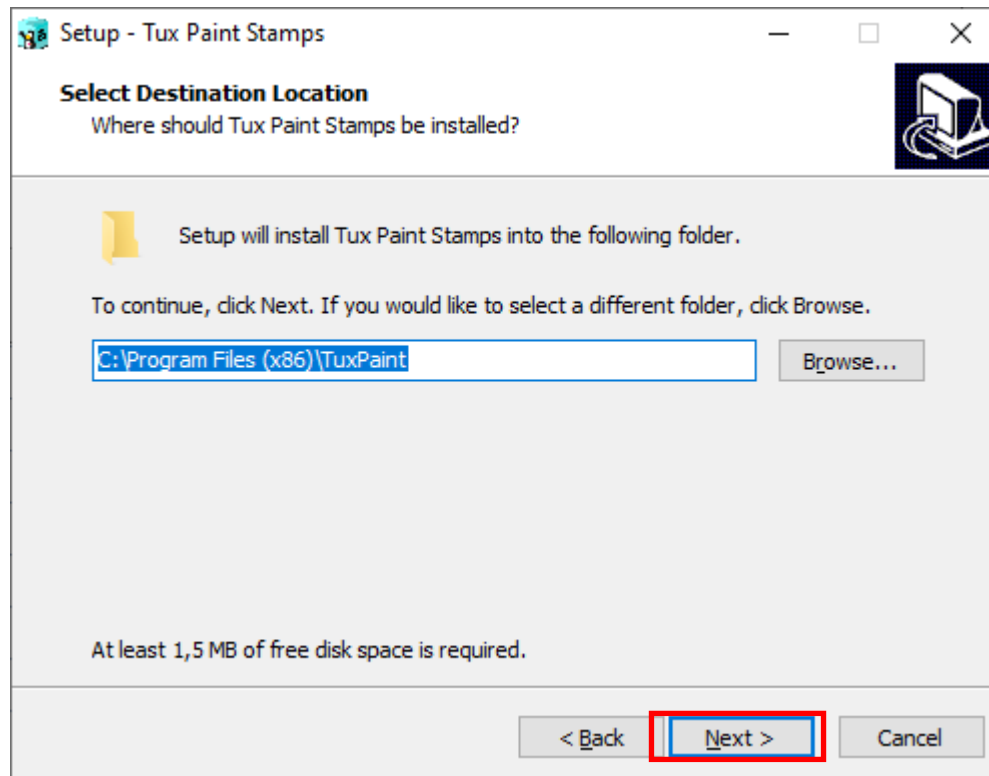 Setup - Tux Paint Stamps
Select Destination Location
Where should Tux Paint Stamps be installed?
Setup will install Tux Paint Stamps into the following folder.
To continue, click Next. If you would like to select a different folder, click Browse.
C:\Program Files (x86)\TuxPaint
Browse...
At least 1,5 MB of free disk space is required.
< Back Next > Cancel